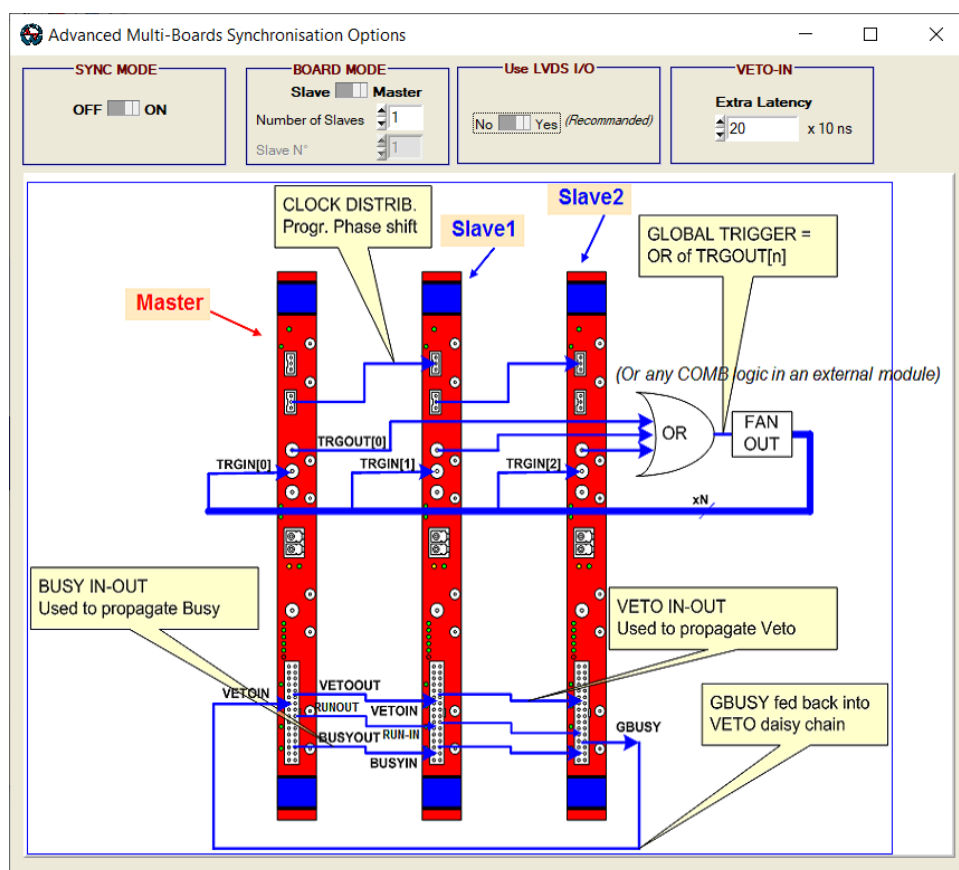 Advanced Multi-Boards Synchronisation Options
SYNC MODE
OFF ON
BOARD MODE
Slave Master
Number of Slaves 1
Slave N° 1
Use LVDS I/O
No Yes (Recommanded)
VETO-IN
Extra Latency
20 x 10 ns
CLOCK DISTRIB.
Progr. Phase shift
Slave1
Slave2
GLOBAL TRIGGER =
OR of TRGOUT[n]
Master
(Or any COMB logic in an external module)
TRGOUT[0]
OR
FAN
OUT
TRGIN[0]
TRGIN[1]
TRGIN[2]
xN
BUSY IN-OUT
Used to propagate Busy
VETO IN-OUT
Used to propagate Veto
VETOIN
VETOOUT
VETOIN
RUNOUT
RUN-IN
BUSYOUT
BUSYIN
GBUSY
GBUSY fed back into
VETO daisy chain